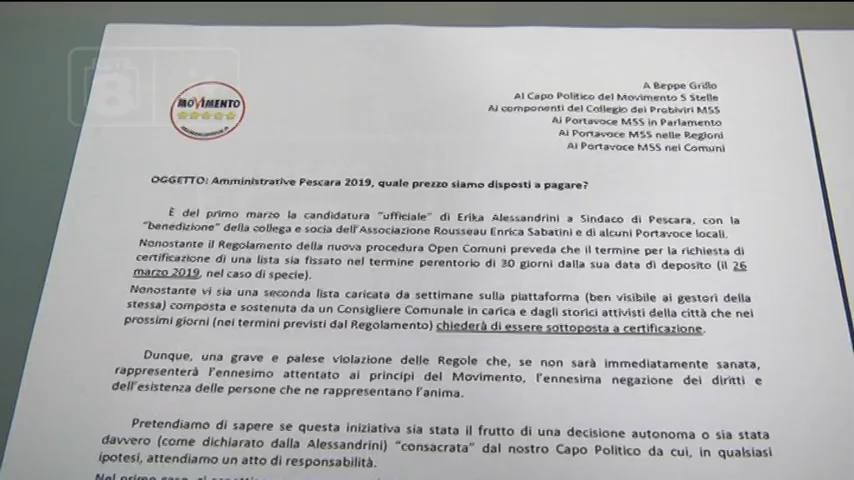 8
MOVIMENTO
A Beppe Grillo
Al Capo Politico del Movimento 5 Stelle
Ai componenti del Collegio dei Probiviri M5S
Ai Portavoce M5S in Parlamento
Ai Portavoce M5S nelle Regioni
Ai Portavoce M5S nei Comuni
OGGETTO: Amministrative Pescara 2019, quale prezzo siamo disposti a pagare?
È del primo marzo la candidatura "ufficiale" di Erika Alessandrini a Sindaco di Pescara, con la
"benedizione" della collega e socia dell'Associazione Rousseau Enrica Sabatini e di alcuni Portavoce locali.
Nonostante il Regolamento della nuova procedura Open Comuni preveda che il termine per la richiesta di
certificazione di una lista sia fissato nel termine perentorio di 30 giorni dalla sua data di deposito (il 26
marzo 2019, nel caso di specie).
Nonostante vi sia una seconda lista caricata da settimane sulla piattaforma (ben visibile ai gestori della
stessa) composta e sostenuta da un Consigliere Comunale in carica e dagli storici attivisti della città che nei
prossimi giorni (nei termini previsti dal Regolamento) chiederà di essere sottoposta a certificazione.
Dunque, una grave e palese violazione delle Regole che, se non sarà immediatamente sanata,
rappresenterà l'ennesimo attentato ai principi del Movimento, l'ennesima negazione dei diritti e
dell'esistenza delle persone che ne rappresentano l'anima.
Pretendiamo di sapere se questa iniziativa sia stata il frutto di una decisione autonoma o sia stata
davvero (come dichiarato dalla Alessandrini) "consacrata" dal nostro Capo Politico da cui, in qualsiasi
ipotesi, attendiamo un atto di responsabilità.